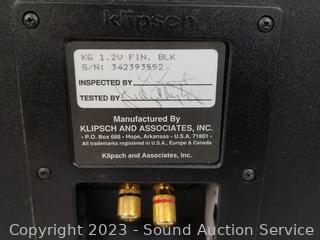 klipsch
KG 1.2V FIN. BLK
S/N: 342393552
INSPECTED BY
TESTED BY
Manufactured By
KLIPSCH AND ASSOCIATES, INC.
• P.O. Box 688 • Hope, Arkansas • U.S.A. 71801 •
All trademarks registered in U.S.A., Europe & Canada
Klipsch and Associates, Inc.
Copyright 2023 - Sound Auction Service